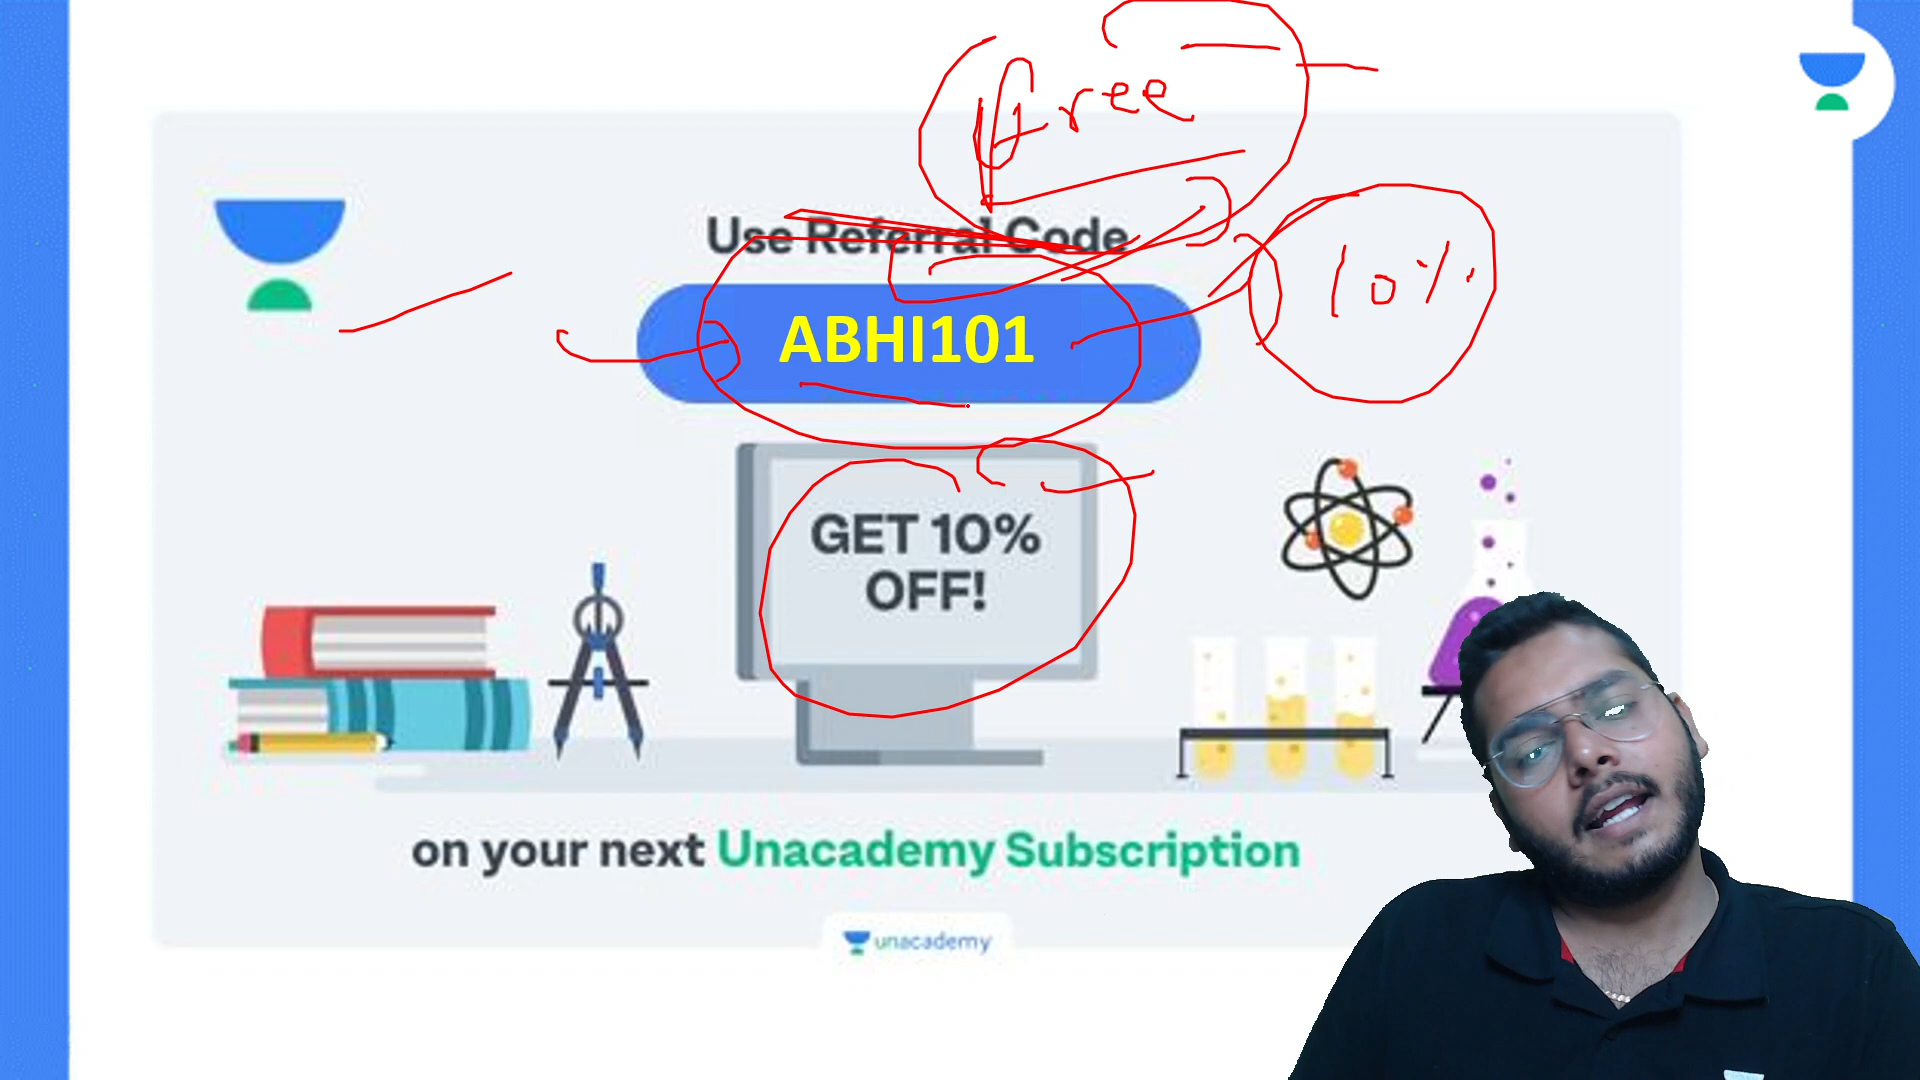 free
Use Referral Code
ABHI101
10%
GET 10%
OFF!
on your next Unacademy Subscription
unacademy